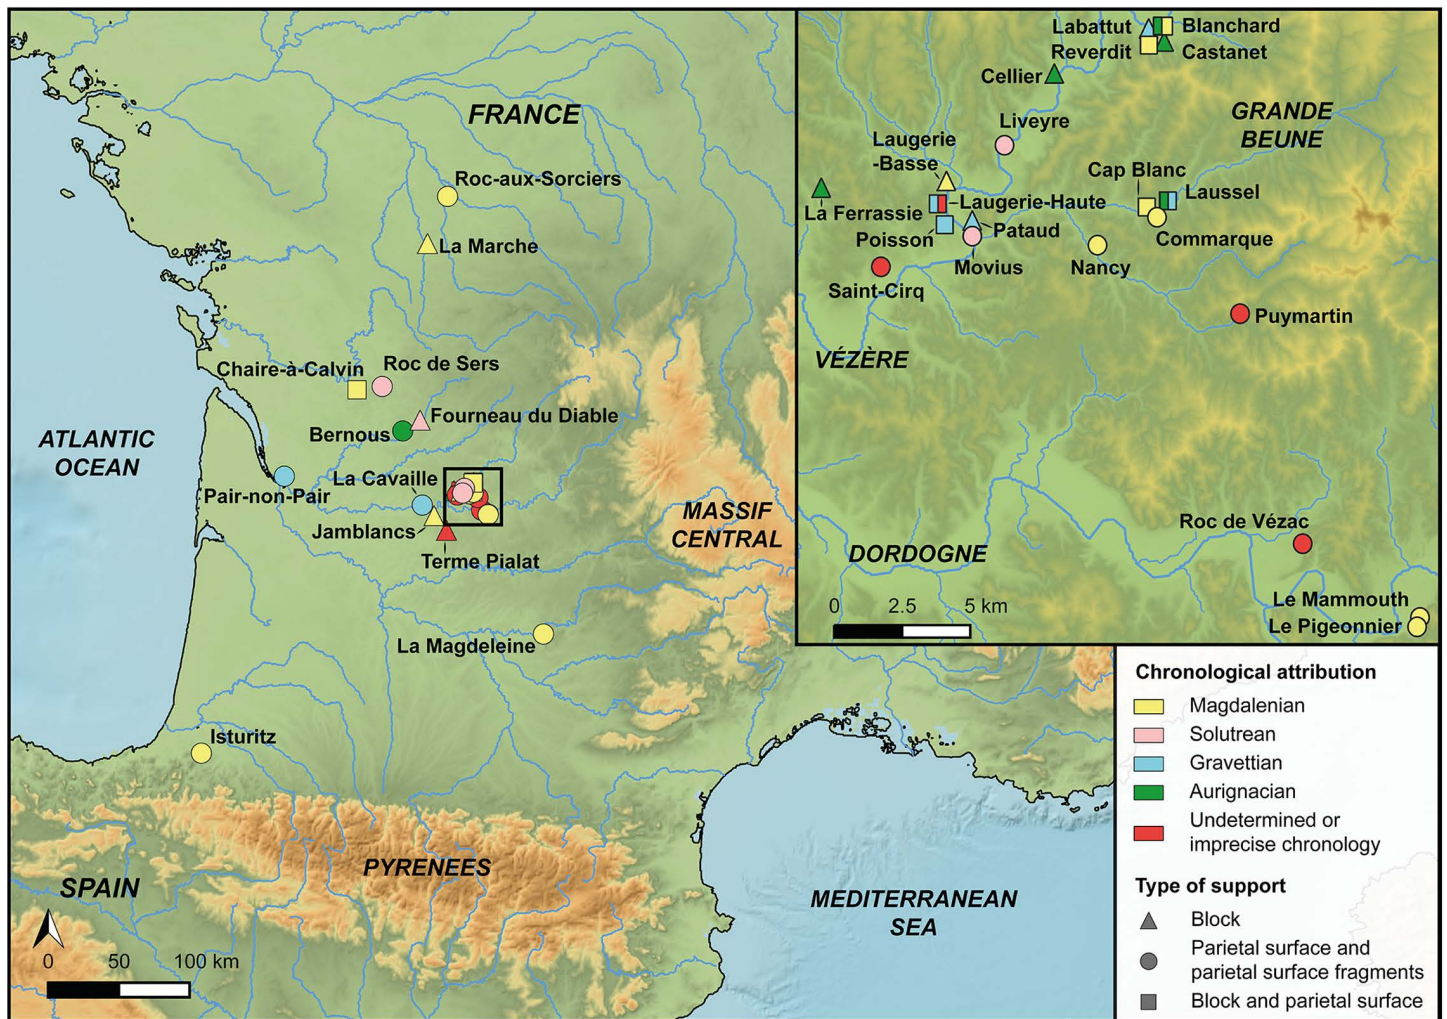 FRANCE
Roc-aux-Sorciers
La Marche
Chaire-à-Calvin
Roc de Sers
Fourneau du Diable
Bernous
ATLANTIC
OCEAN
La Cavaille
Pair-non-Pair
Jamblancs
Terme Pialat
MASSIF
CENTRAL
La Magdeleine
Isturitz
PYRENEES
SPAIN
MEDITERRANEAN
SEA
0 50 100 km
Labattut
Blanchard
Reverdit
Castanet
Cellier
GRANDE
BEUNE
Liveyre
Laugerie
-Basse
Cap Blanc
Laussel
La Ferrassie
Laugerie-Haute
Poisson
Pataud
Commarque
Movius
Nancy
Saint-Cirq
Puymartin
VÉZÈRE
Roc de Vézac
DORDOGNE
Le Mammouth
Le Pigeonnier
0 2.5 5 km
Chronological attribution
Magdalenian
Solutrean
Gravettian
Aurignacian
Undetermined or
imprecise chronology
Type of support
Block
Parietal surface and
parietal surface fragments
Block and parietal surface